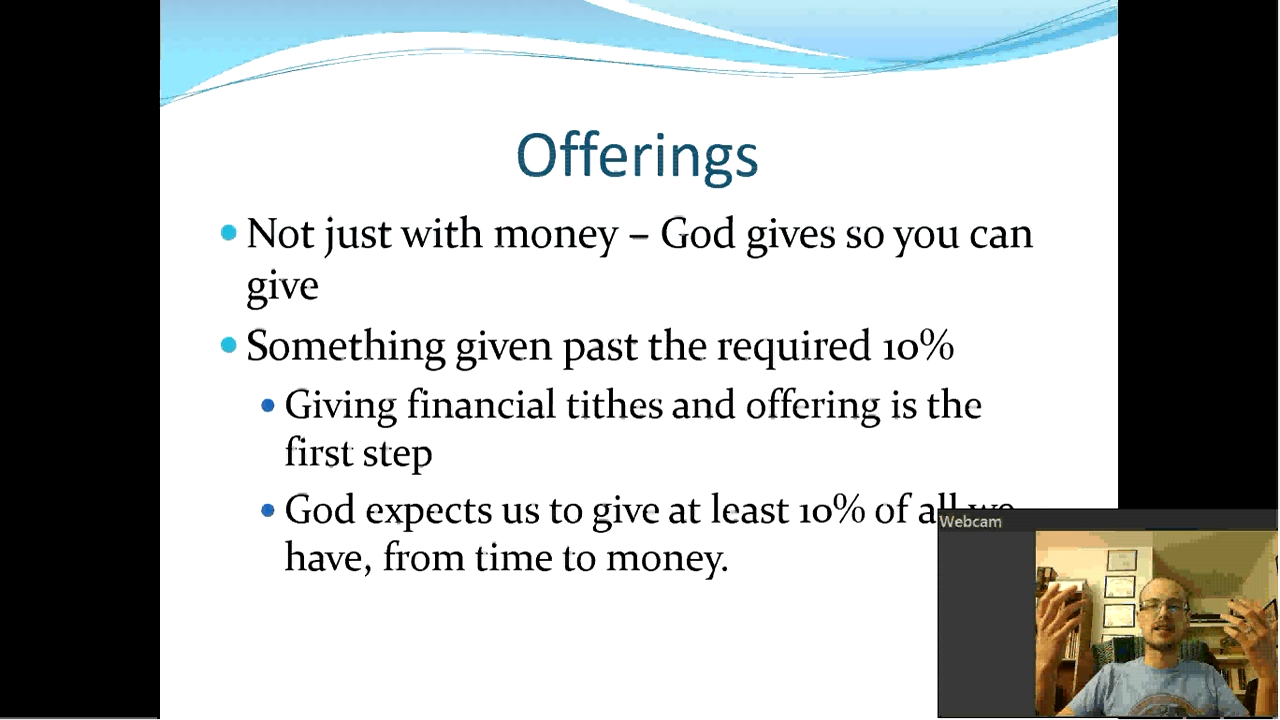 Offerings
Not just with money – God gives so you can
give
Something given past the required 10%
Giving financial tithes and offering is the
first step
God expects us to give at least 10% of all we
have, from time to money.
Webcam